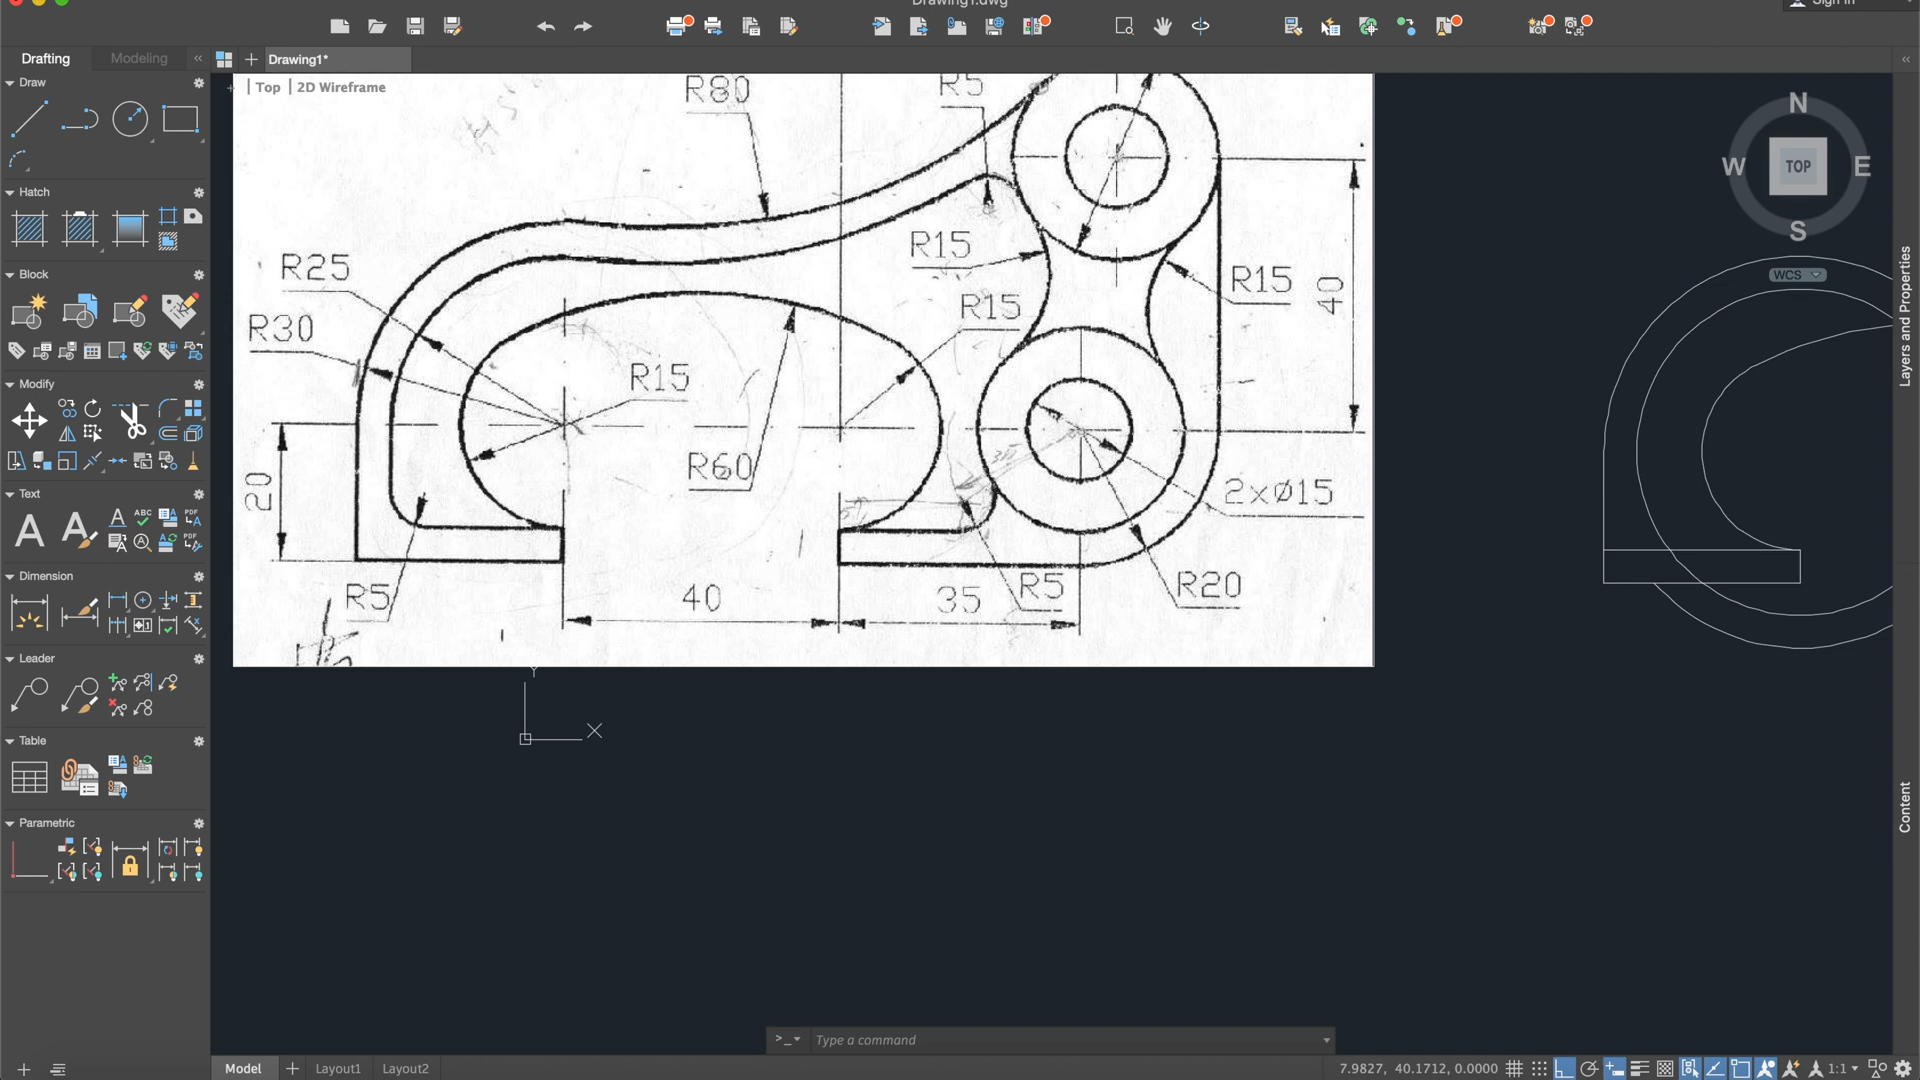 Drawing1.dwg
Sign In
Drafting
Modeling
Drawing1*
Draw
Top
2D Wireframe
Hatch
Block
Modify
Text
Dimension
Leader
Table
Parametric
R80
R5
R15
R25
R15
R15
R30
40
R15
R60
20
2xø15
R5
40
35
R5
R20
Y
X
N
W
TOP
E
S
WCS
Layers and Properties
Content
>_
Type a command
Model
Layout1
Layout2
7.9827, 40.1712, 0.0000
1:1